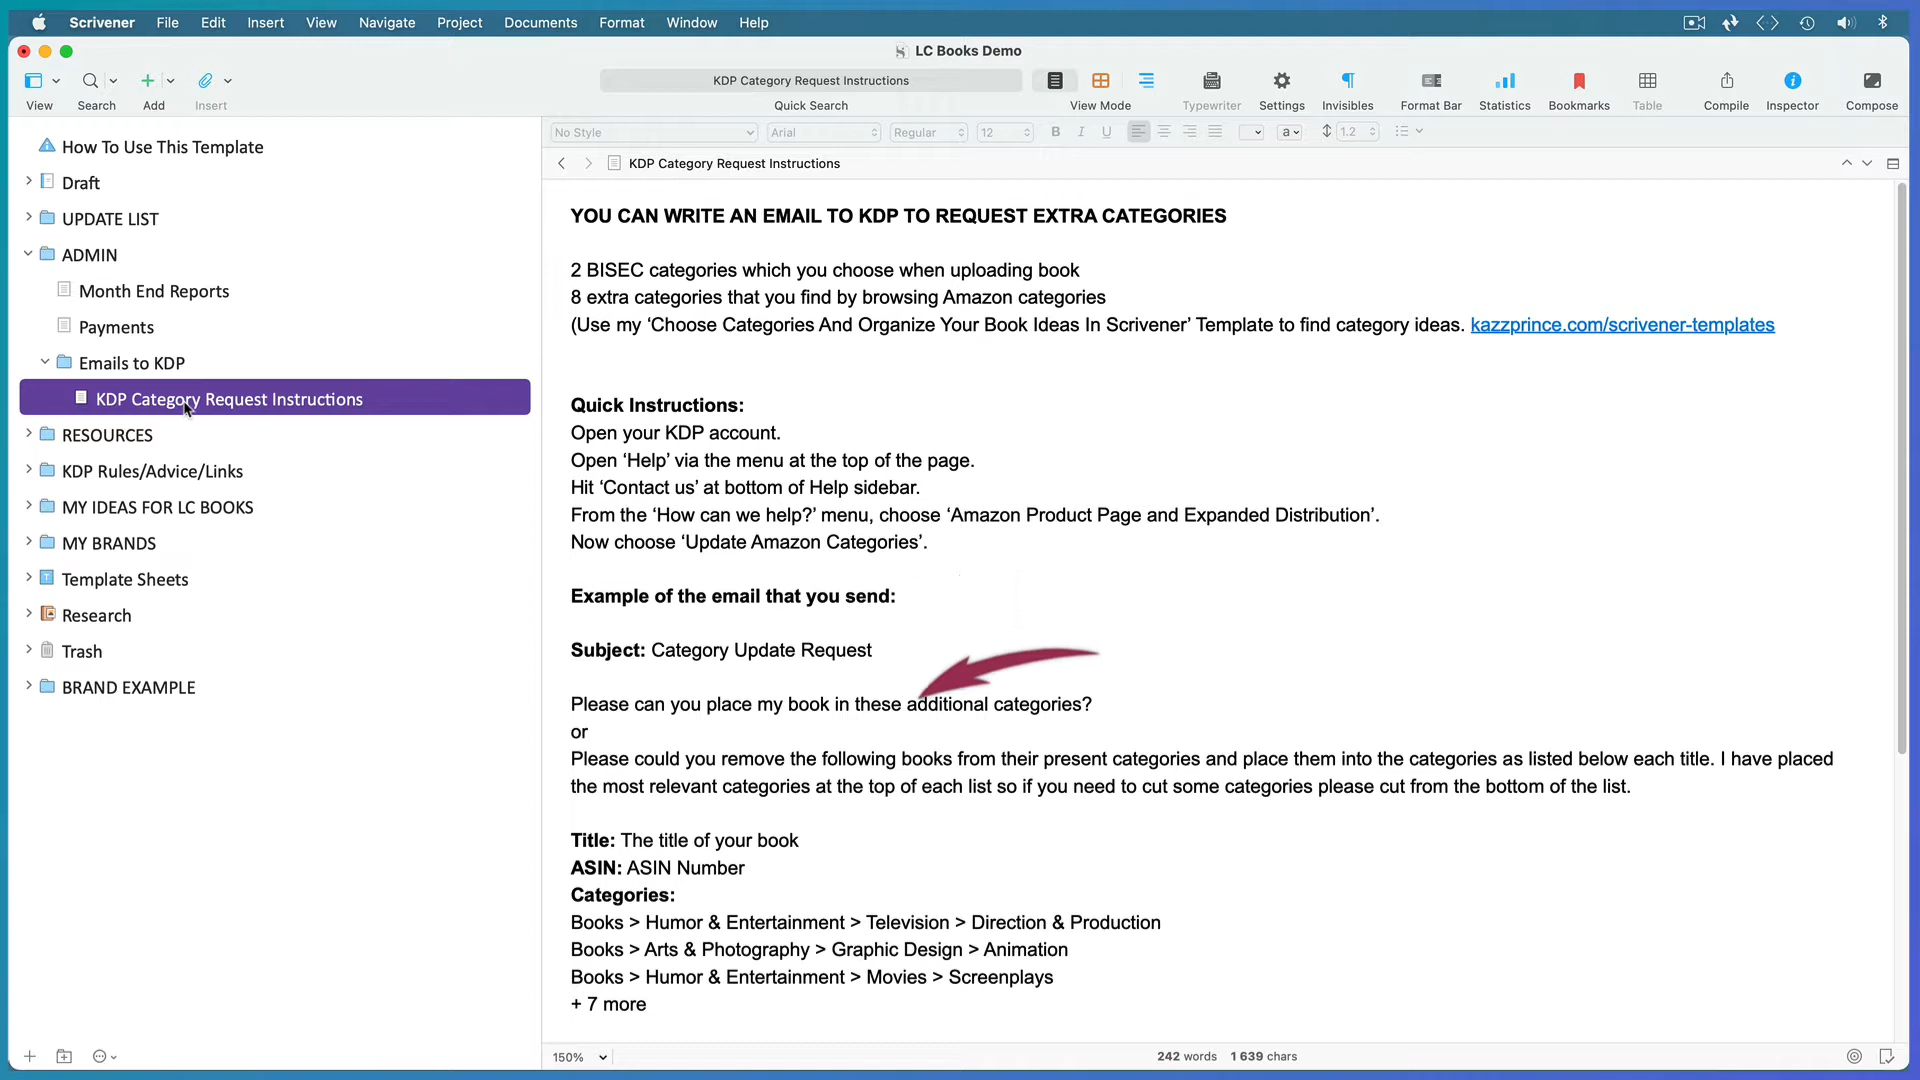 Scrivener File Edit Insert View Navigate Project Documents Format Window Help
LC Books Demo
KDP Category Request Instructions
View Search Add Insert Quick Search View Mode Typewriter Settings Invisibles Format Bar Statistics Bookmarks Table Compile Inspector Compose
No Style Arial Regular 12 B I U a 1.2
KDP Category Request Instructions
How To Use This Template
Draft
UPDATE LIST
ADMIN
Month End Reports
Payments
Emails to KDP
KDP Category Request Instructions
RESOURCES
KDP Rules/Advice/Links
MY IDEAS FOR LC BOOKS
MY BRANDS
Template Sheets
Research
Trash
BRAND EXAMPLE
YOU CAN WRITE AN EMAIL TO KDP TO REQUEST EXTRA CATEGORIES
2 BISEC categories which you choose when uploading book
8 extra categories that you find by browsing Amazon categories
(Use my ‘Choose Categories And Organize Your Book Ideas In Scrivener’ Template to find category ideas. kazzprince.com/scrivener-templates
Quick Instructions:
Open your KDP account.
Open ‘Help’ via the menu at the top of the page.
Hit ‘Contact us’ at bottom of Help sidebar.
From the ‘How can we help?’ menu, choose ‘Amazon Product Page and Expanded Distribution’.
Now choose ‘Update Amazon Categories’.
Example of the email that you send:
Subject: Category Update Request
Please can you place my book in these additional categories?
or
Please could you remove the following books from their present categories and place them into the categories as listed below each title. I have placed
the most relevant categories at the top of each list so if you need to cut some categories please cut from the bottom of the list.
Title: The title of your book
ASIN: ASIN Number
Categories:
Books > Humor & Entertainment > Television > Direction & Production
Books > Arts & Photography > Graphic Design > Animation
Books > Humor & Entertainment > Movies > Screenplays
+ 7 more
150% 242 words 1 639 chars